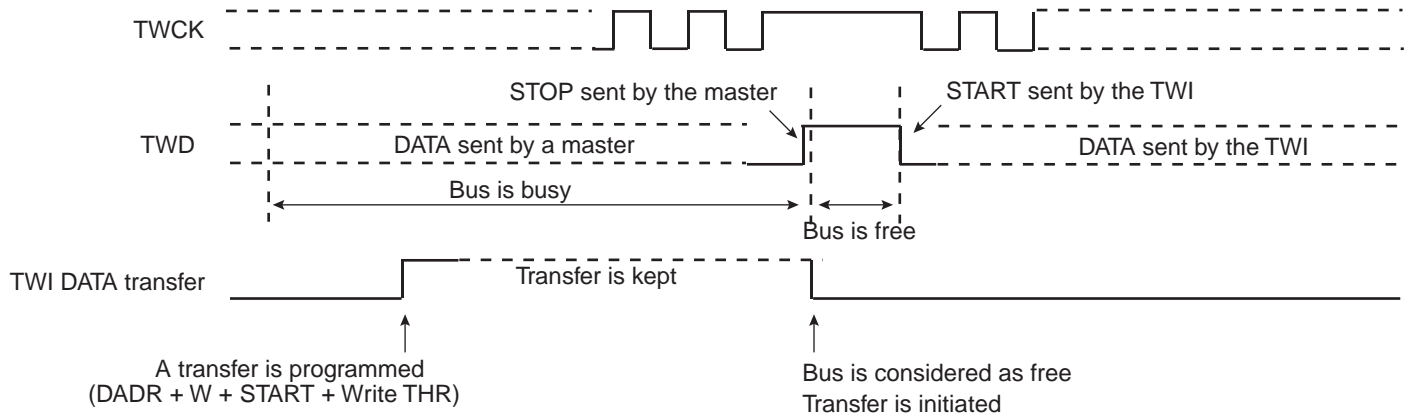 TWCK
STOP sent by the master
START sent by the TWI
TWD
DATA sent by a master
DATA sent by the TWI
Bus is busy
Bus is free
TWI DATA transfer
Transfer is kept
A transfer is programmed
(DADR + W + START + Write THR)
Bus is considered as free
Transfer is initiated